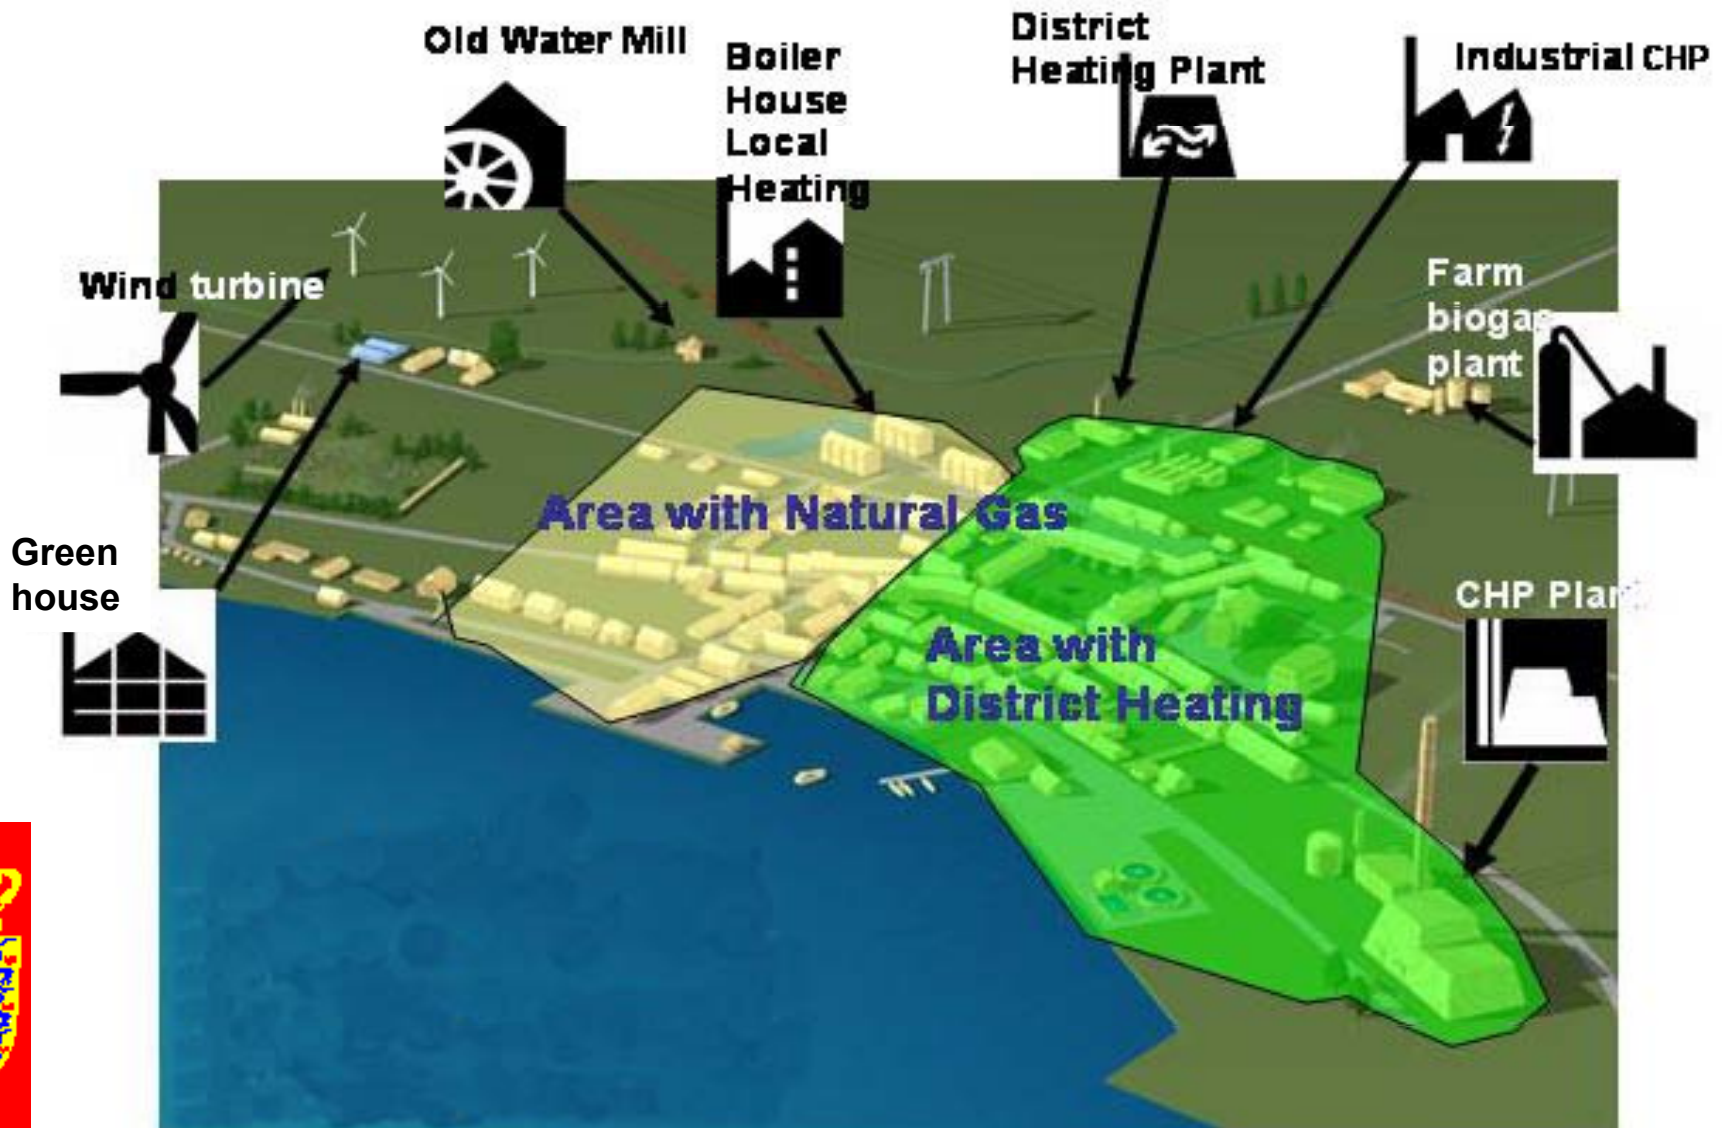 Old Water Mill
Boiler
House
Local
Heating
District
Heating Plant
Industrial CHP
Wind turbine
Farm
biogas
plant
Area with Natural Gas
Green
house
CHP Plant
Area with
District Heating